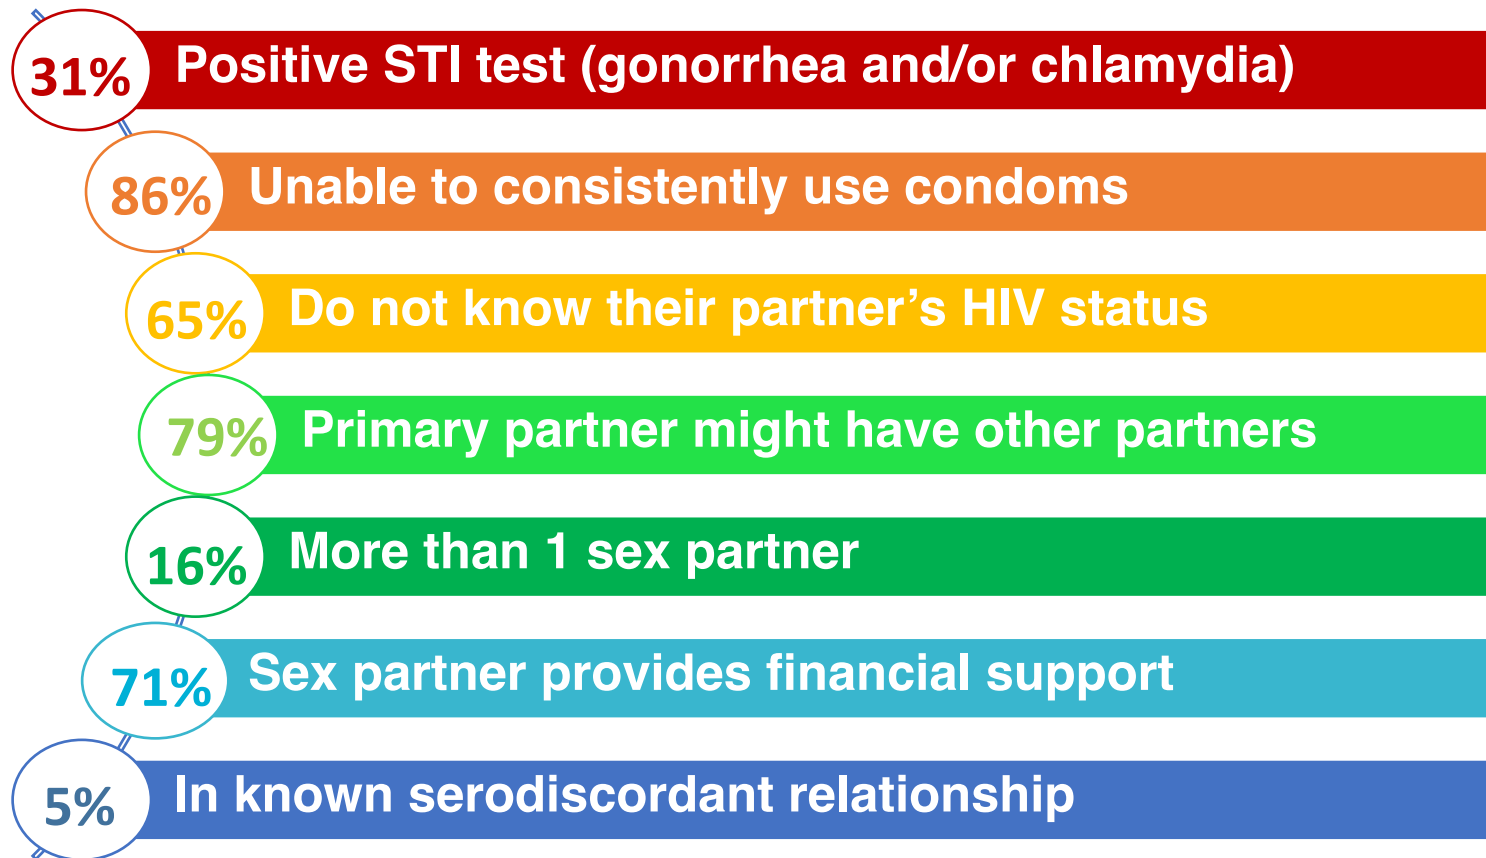 31% Positive STI test (gonorrhea and/or chlamydia)
86% Unable to consistently use condoms
65% Do not know their partner’s HIV status
79% Primary partner might have other partners
16% More than 1 sex partner
71% Sex partner provides financial support
5% In known serodiscordant relationship